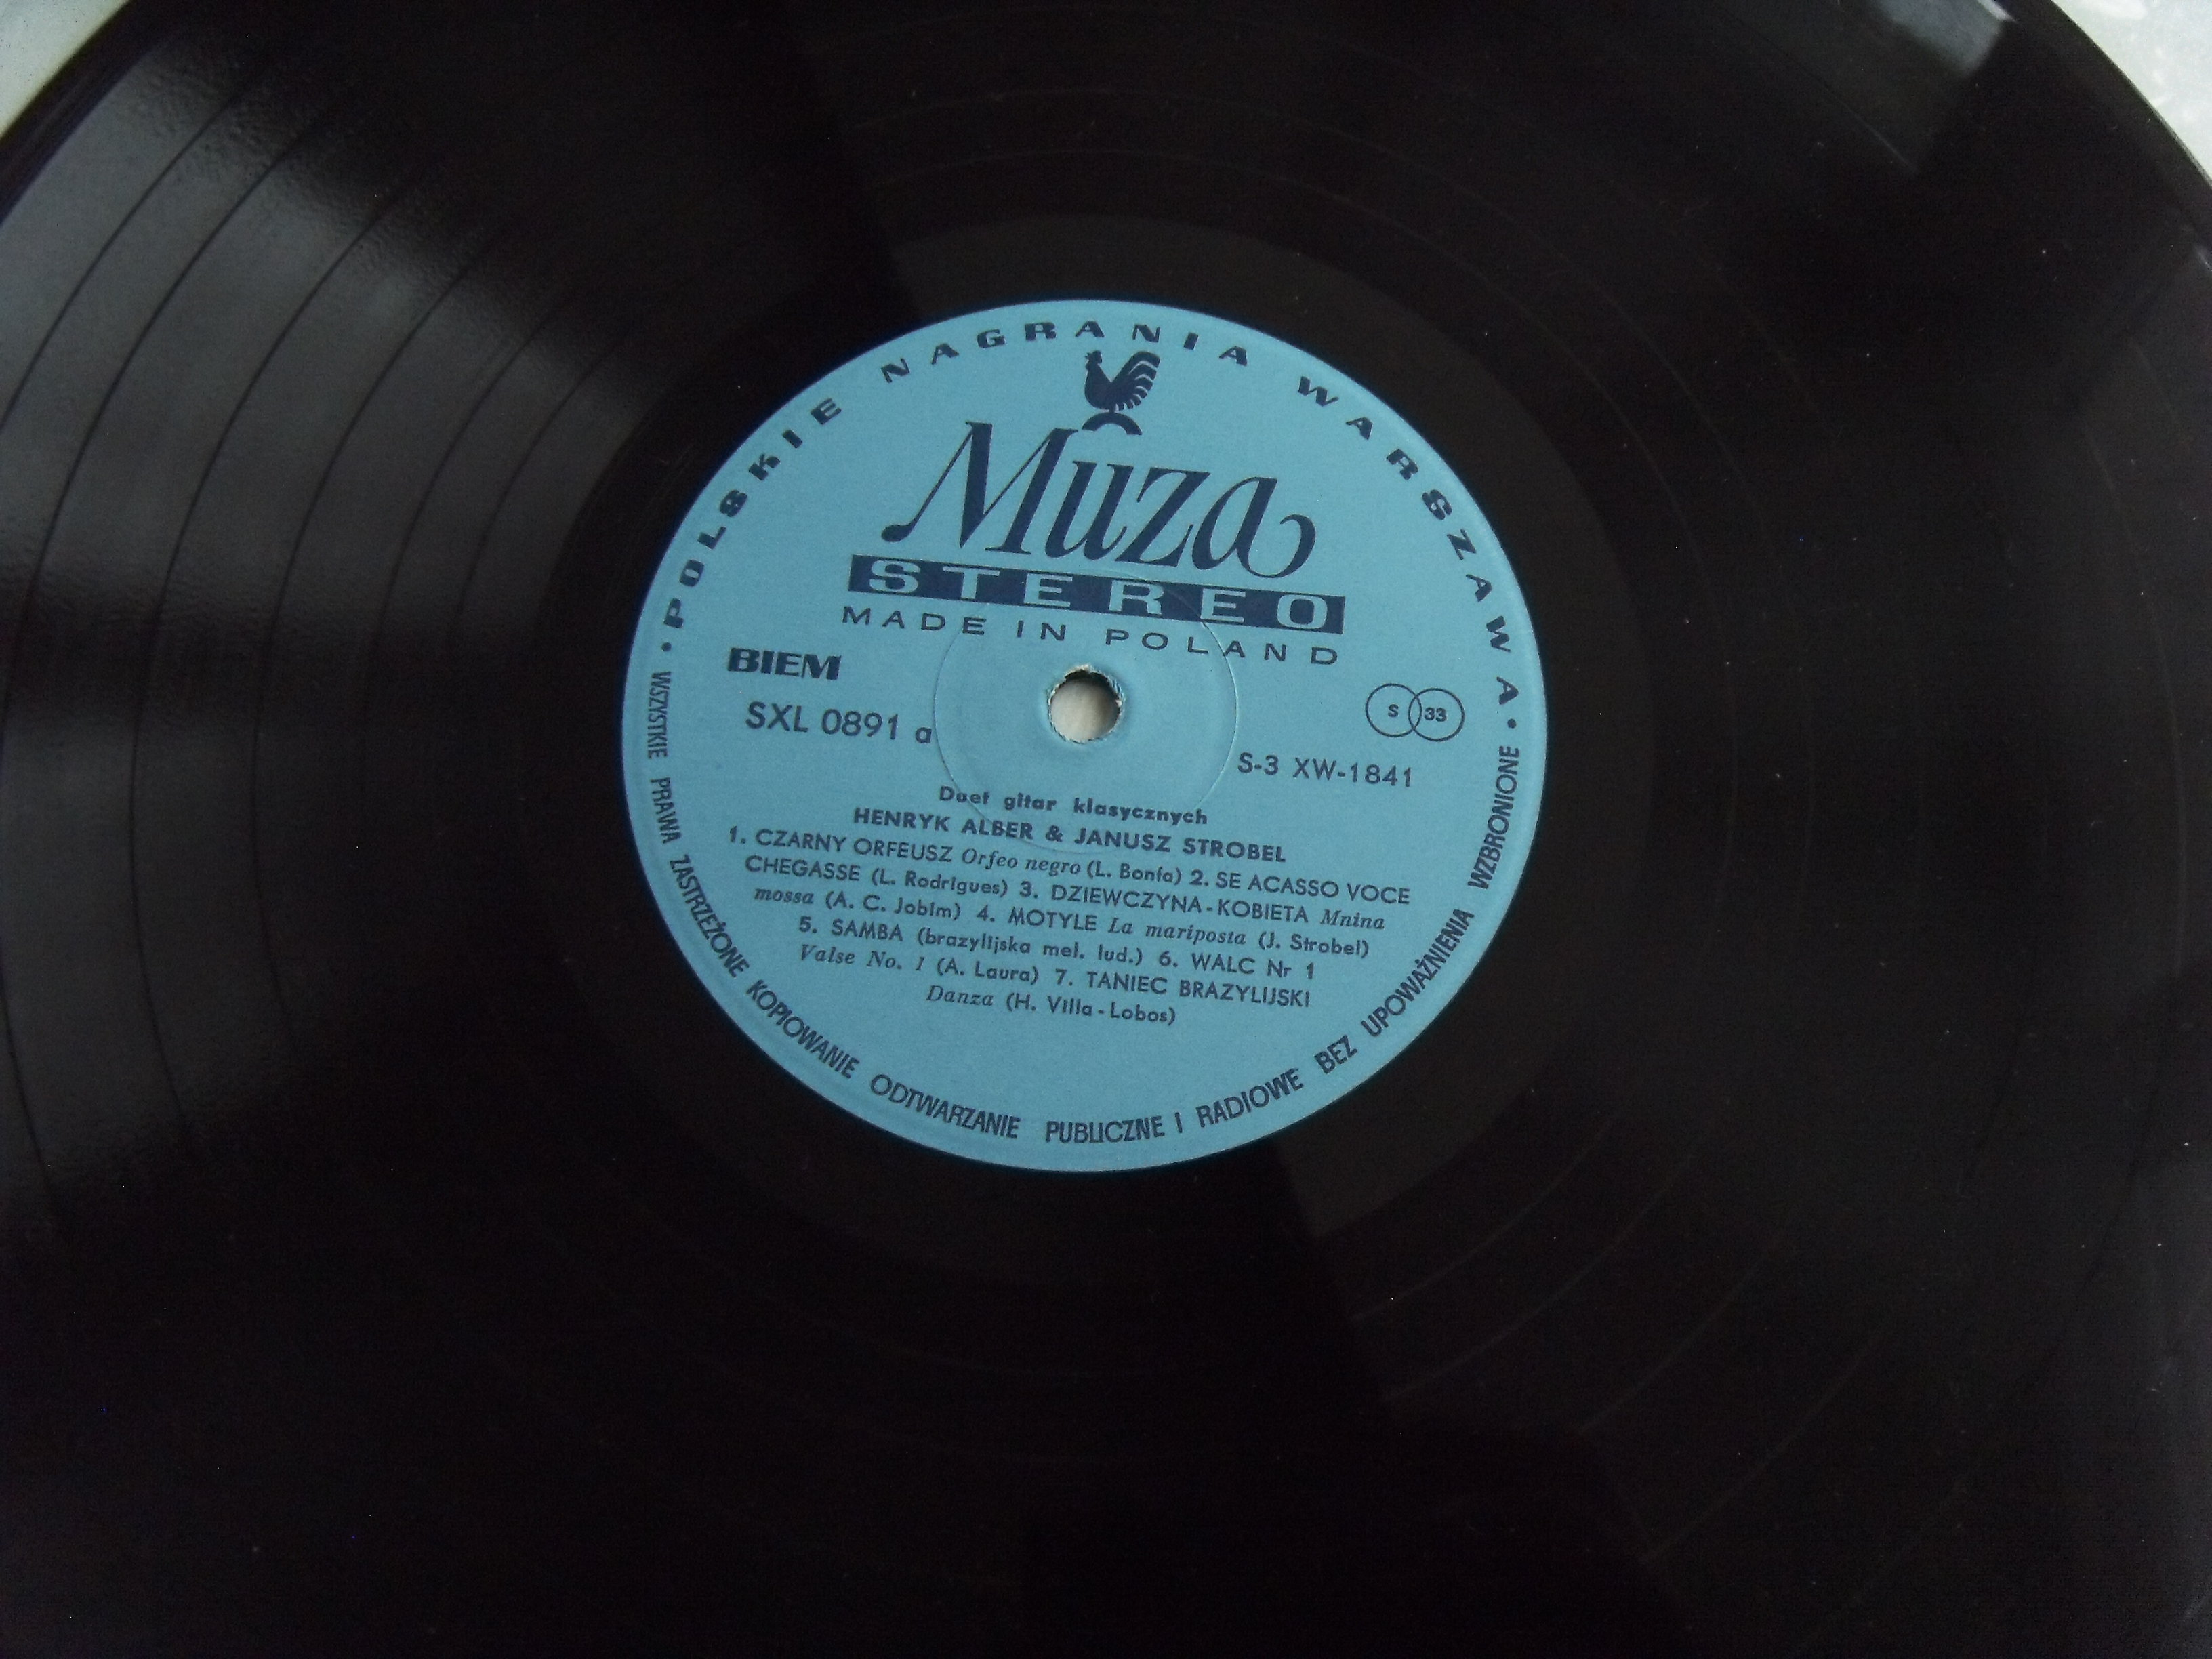 POLSKIE NAGRANIA WARSZAWA
Muza
STEREO
MADE IN POLAND
BIEM
SXL 0891 a
S 33
S-3 XW-1841
Duet gitar klasycznych
HENRYK ALBER & JANUSZ STROBEL
1. CZARNY ORFEUSZ Orfeo negro (L. Bonfa) 2. SE ACASSO VOCE
CHEGASSE (L. Rodrigues) 3. DZIEWCZYNA-KOBIETA Mnina
mossa (A. C. Jobim) 4. MOTYLE La mariposta (J. Strobel)
5. SAMBA (brazylijska mel. lud.) 6. WALC Nr 1
Valse No. 1 (A. Laura) 7. TANIEC BRAZYLIJSKI
Danza (H. Villa-Lobos)
• WSZYSTKIE PRAWA ZASTRZEŻONE KOPIOWANIE ODTWARZANIE PUBLICZNE I RADIOWE BEZ UPOWAŻNIENIA WZBRONIONE •